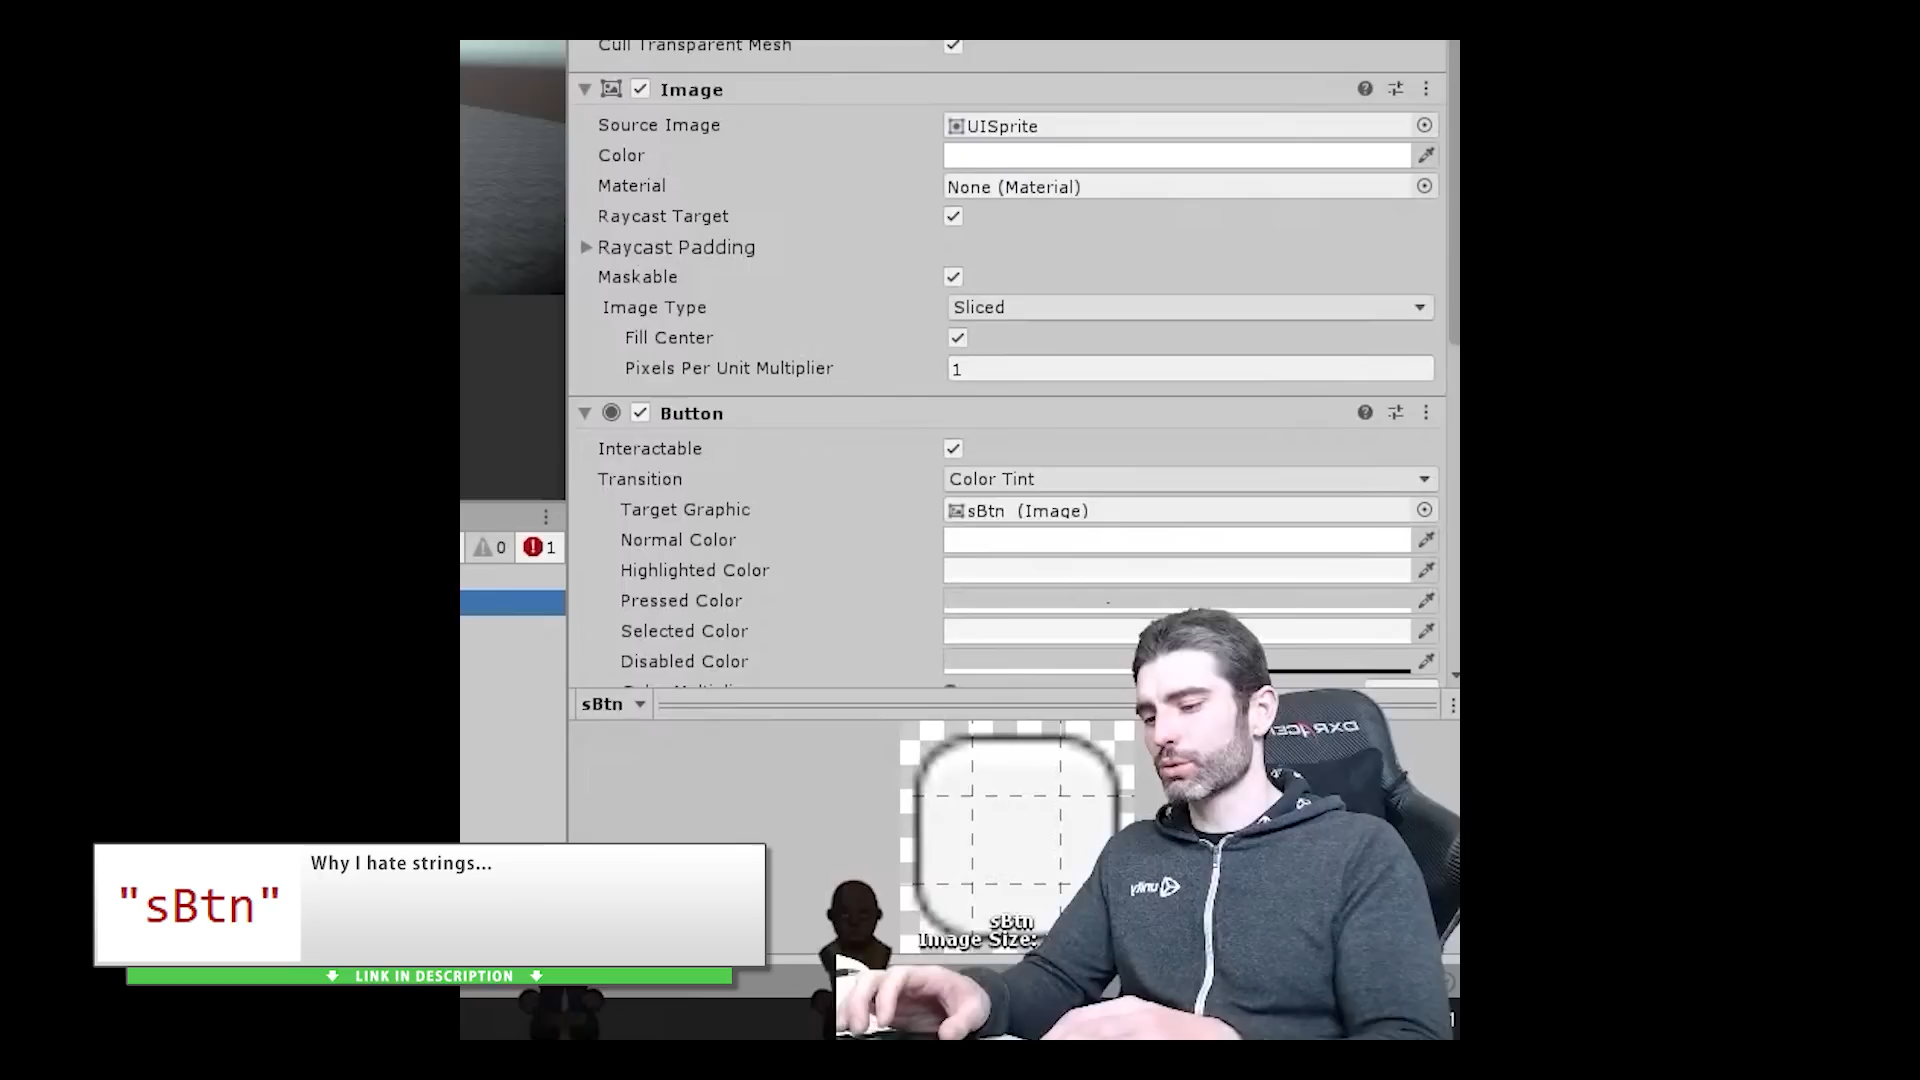 Cull Transparent Mesh
Image
Source Image
UISprite
Color
Material
None (Material)
Raycast Target
Raycast Padding
Maskable
Image Type
Sliced
Fill Center
Pixels Per Unit Multiplier
1
Button
Interactable
Transition
Color Tint
Target Graphic
sBtn (Image)
Normal Color
0
1
Highlighted Color
Pressed Color
Selected Color
Disabled Color
sBtn
DXRACER
unity
sBtn
Image Size:
"sBtn"
Why I hate strings...
LINK IN DESCRIPTION